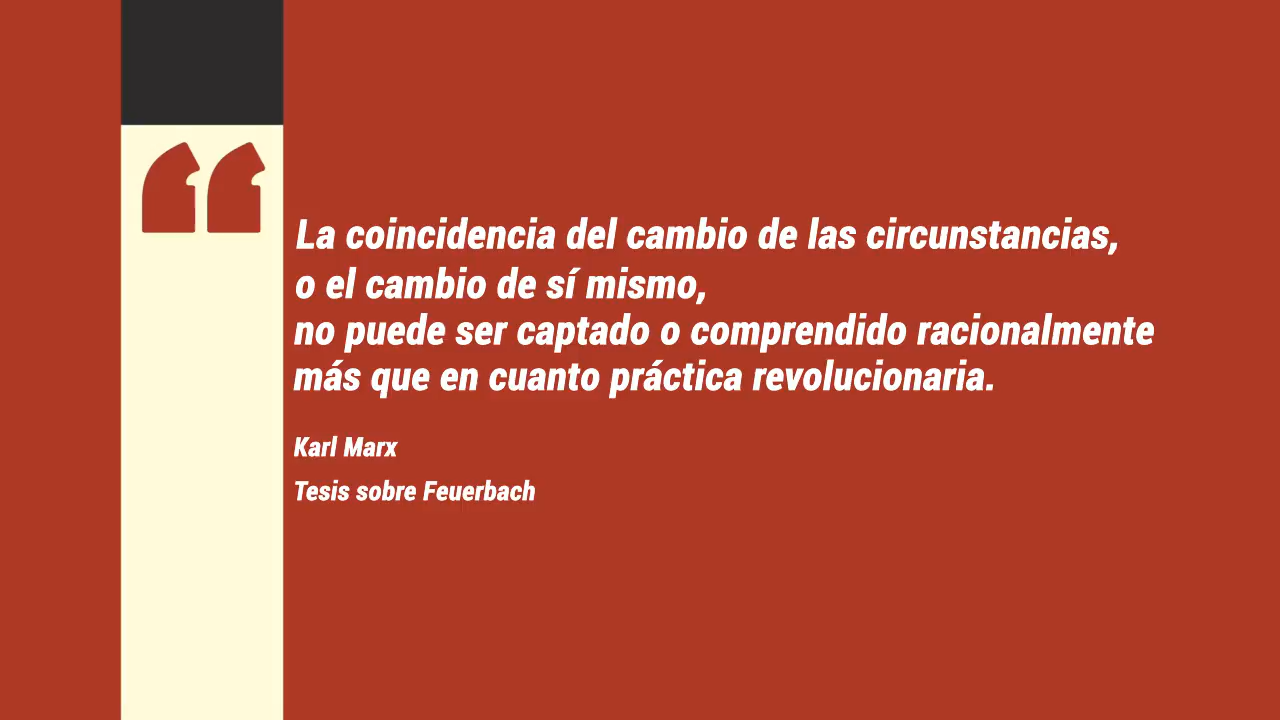 La coincidencia del cambio de las circunstancias,
o el cambio de sí mismo,
no puede ser captado o comprendido racionalmente
más que en cuanto práctica revolucionaria.
Karl Marx
Tesis sobre Feuerbach